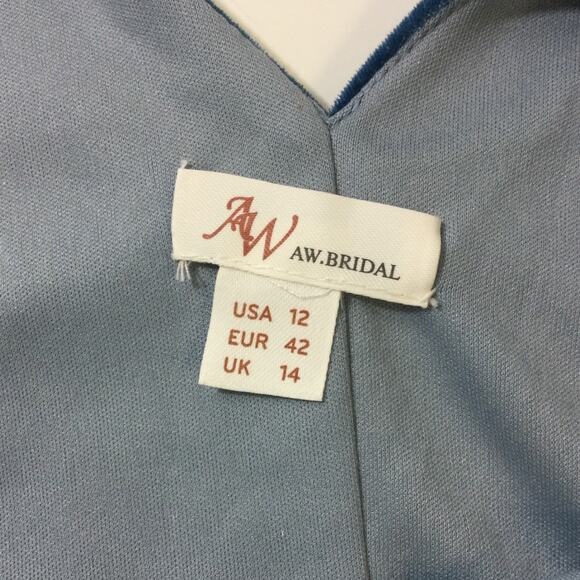 AW AW.BRIDAL
USA 12
EUR 42
UK 14